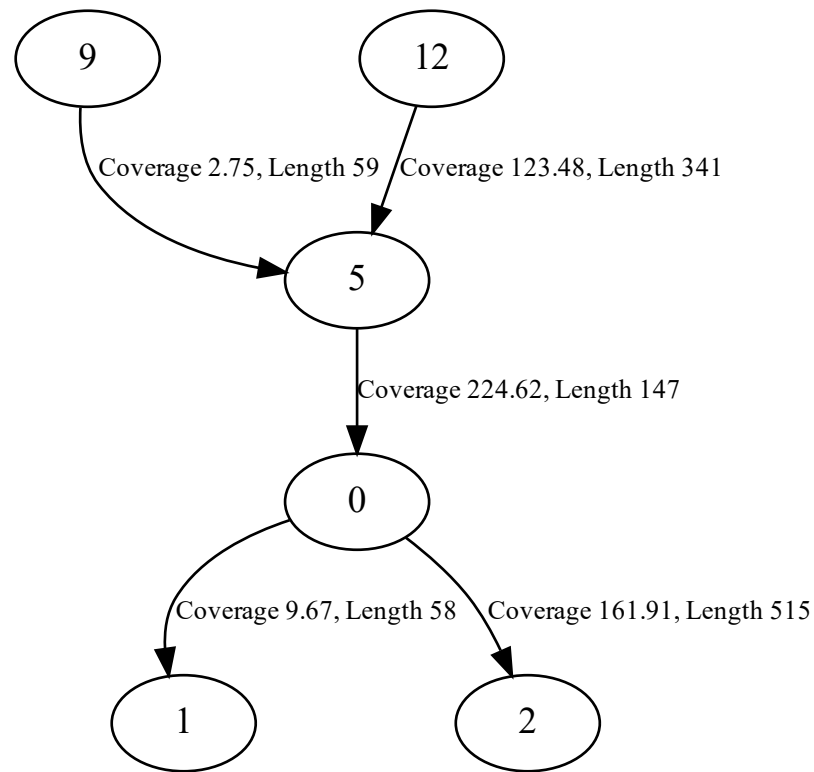 9
12
Coverage 2.75, Length 59
Coverage 123.48, Length 341
5
Coverage 224.62, Length 147
0
Coverage 9.67, Length 58
Coverage 161.91, Length 515
1
2